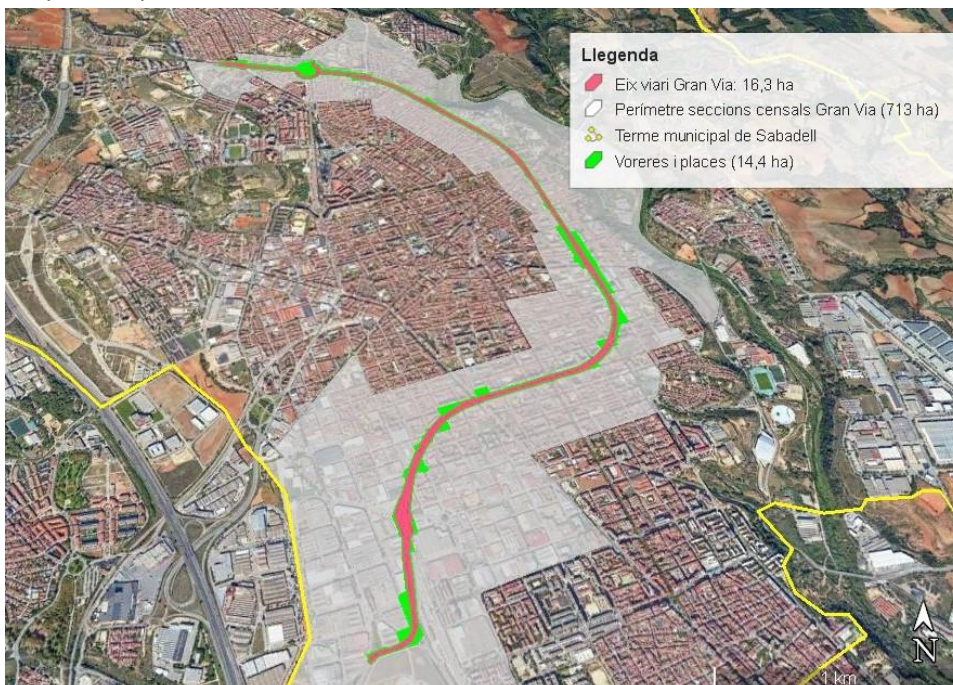 Llegenda
Eix viari Gran Via: 16,3 ha
Perímetre seccions censals Gran Via (713 ha)
Terme municipal de Sabadell
Voreres i places (14,4 ha)
N
1 km